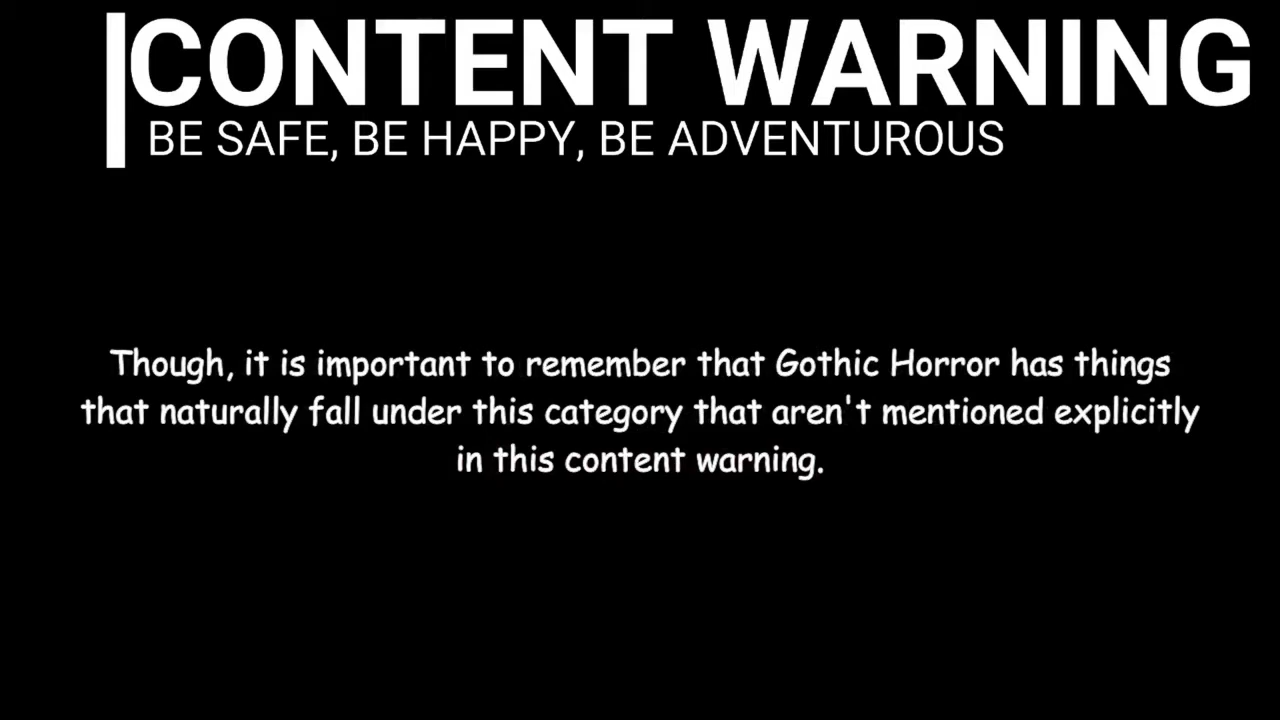 CONTENT WARNING
BE SAFE, BE HAPPY, BE ADVENTUROUS
Though, it is important to remember that Gothic Horror has things
that naturally fall under this category that aren't mentioned explicitly
in this content warning.